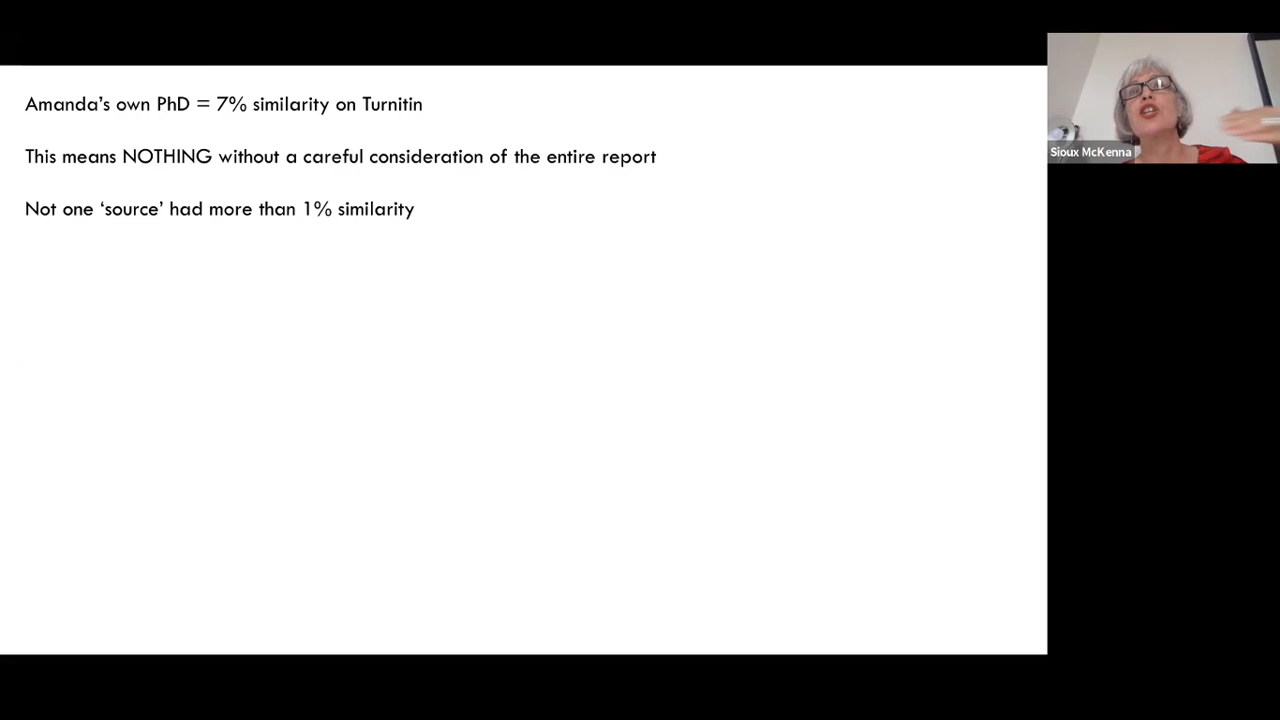 Amanda’s own PhD = 7% similarity on Turnitin
This means NOTHING without a careful consideration of the entire report
Not one ‘source’ had more than 1% similarity
Sioux McKenna